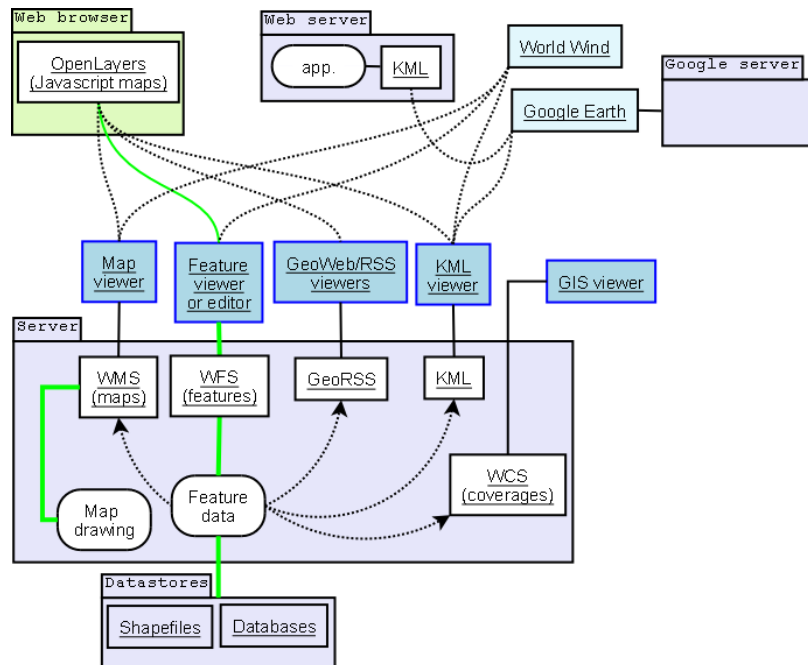 Web browser
OpenLayers
(Javascript maps)
Web server
app.
KML
World Wind
Google Earth
Google server
Map
viewer
Feature
viewer
or editor
GeoWeb/RSS
viewers
KML
viewer
GIS viewer
Server
WMS
(maps)
WFS
(features)
GeoRSS
KML
WCS
(coverages)
Map
drawing
Feature
data
Datastores
Shapefiles
Databases